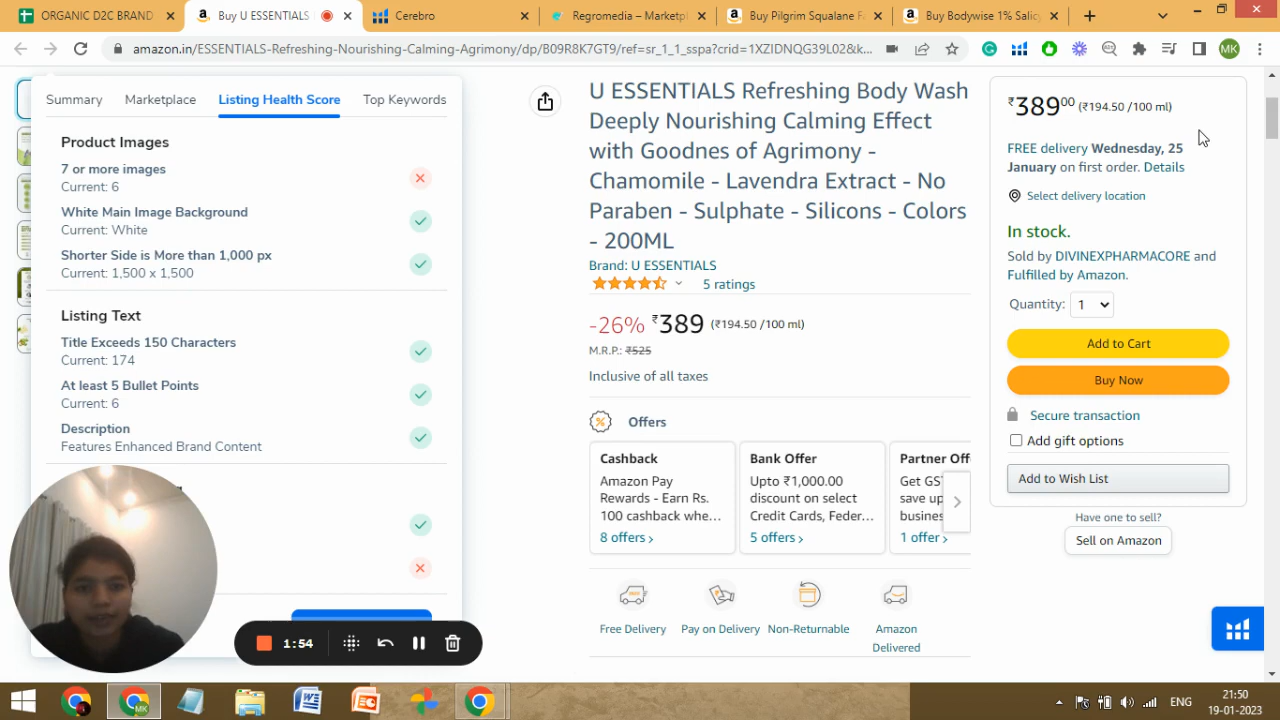 ORGANIC D2C BRAND
Buy U ESSENTIALS
Cerebro
Regromedia – Marketpl
Buy Pilgrim Squalane F
Buy Bodywise 1% Salicy
amazon.in/ESSENTIALS-Refreshing-Nourishing-Calming-Agrimony/dp/B09R8K7GT9/ref=sr_1_1_sspa?crid=1XZIDNQG39L02&k...
MK
Summary
Marketplace
Listing Health Score
Top Keywords
Product Images
7 or more images
Current: 6
White Main Image Background
Current: White
Shorter Side is More than 1,000 px
Current: 1,500 x 1,500
Listing Text
Title Exceeds 150 Characters
Current: 174
At least 5 Bullet Points
Current: 6
Description
Features Enhanced Brand Content
1:54
U ESSENTIALS Refreshing Body Wash
Deeply Nourishing Calming Effect
with Goodnes of Agrimony -
Chamomile - Lavendra Extract - No
Paraben - Sulphate - Silicons - Colors
- 200ML
Brand: U ESSENTIALS
5 ratings
-26% ₹389 (₹194.50 /100 ml)
M.R.P.: ₹525
Inclusive of all taxes
Offers
Cashback
Amazon Pay
Rewards - Earn Rs.
100 cashback whe...
8 offers ›
Bank Offer
Upto ₹1,000.00
discount on select
Credit Cards, Feder...
5 offers ›
Partner Off
Get GS
save up
busines
1 offer ›
Free Delivery
Pay on Delivery
Non-Returnable
Amazon
Delivered
₹38900 (₹194.50 /100 ml)
FREE delivery Wednesday, 25
January on first order. Details
Select delivery location
In stock.
Sold by DIVINEXPHARMACORE and
Fulfilled by Amazon.
Quantity: 1
Add to Cart
Buy Now
Secure transaction
Add gift options
Add to Wish List
Have one to sell?
Sell on Amazon
MK
ENG
21:50
19-01-2023